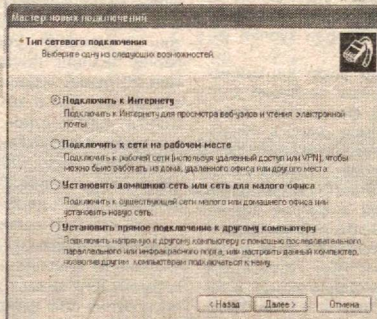 Мастер новых подключений
Тип сетевого подключения
Выберите одну из следующих возможностей.
Подключить к Интернету
Подключить к Интернету для просмотра веб-узлов и чтения электронной
почты.
Подключить к сети на рабочем месте
Подключить к рабочей сети (используя удаленный доступ или VPN), чтобы
можно было работать из дома, удаленного офиса или другого места.
Установить домашнюю сеть или сеть для малого офиса
Подключить к существующей сети малого или домашнего офиса или
установить новую сеть.
Установить прямое подключение к другому компьютеру
Подключить напрямую к другому компьютеру с помощью последовательного,
параллельного или инфракрасного порта, или настроить данный компьютер,
позволив другим компьютерам подключаться к нему.
< Назад
Далее >
Отмена